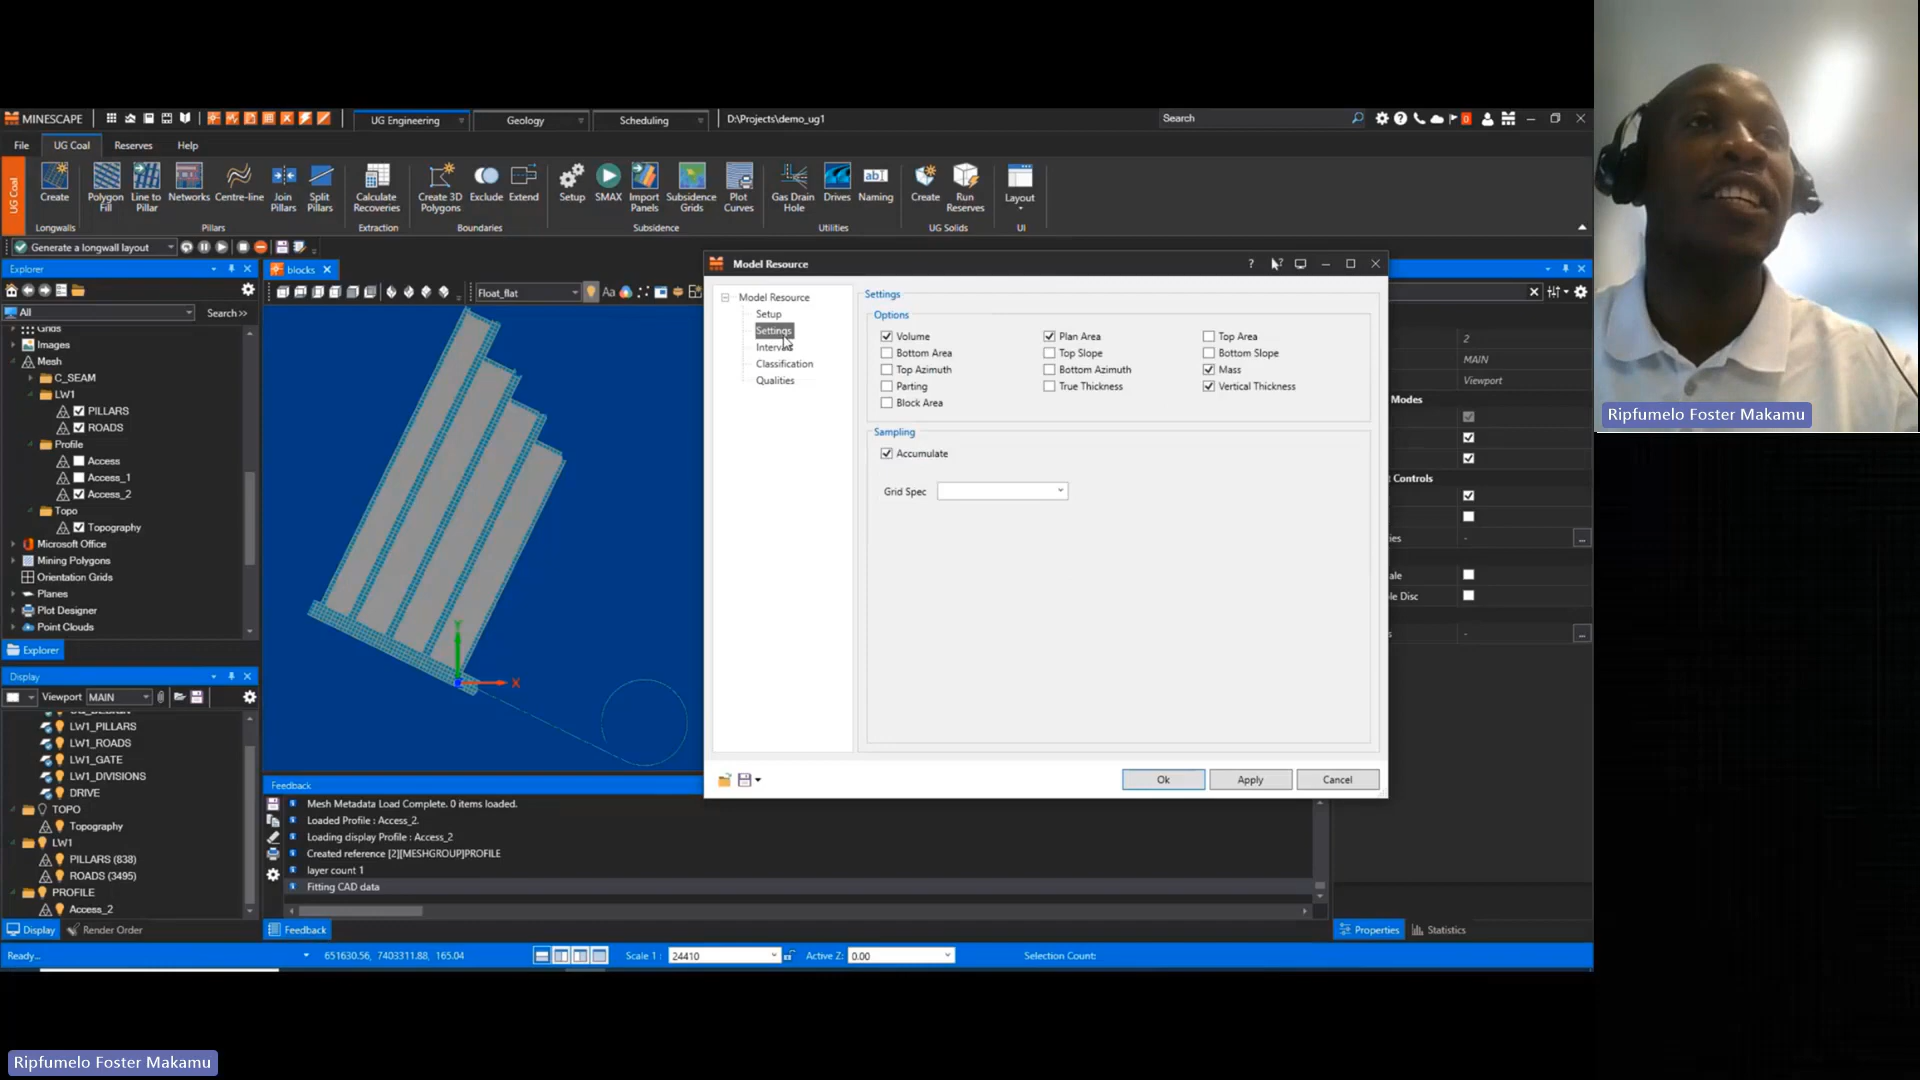 MINESCAPE
UG Engineering
Geology
Scheduling
D:\Projects\demo_ug1
Search
0
File
UG Coal
Reserves
Help
UG Coal
Create
Polygon Fill
Line to Pillar
Networks
Centre-line
Join Pillars
Split Pillars
Calculate Recoveries
Create 3D Polygons
Exclude
Extend
Setup
SMAX
Import Panels
Subsidence Grids
Plot Curves
Gas Drain Hole
Drives
Naming
Create
Run Reserves
Layout
Longwalls
Pillars
Extraction
Boundaries
Subsidence
Utilities
UG Solids
UI
Generate a longwall layout
Explorer
All
Search >>
Grids
Images
Mesh
C_SEAM
LW1
PILLARS
ROADS
Profile
Access
Access_1
Access_2
Topo
Topography
Microsoft Office
Mining Polygons
Orientation Grids
Planes
Plot Designer
Point Clouds
Explorer
Display
Viewport MAIN
LW1_PILLARS
LW1_ROADS
LW1_GATE
LW1_DIVISIONS
DRIVE
TOPO
Topography
LW1
PILLARS (838)
ROADS (3495)
PROFILE
Access_2
Display
Render Order
blocks
Float_flat
Aa
Y
X
Model Resource
Model Resource
Setup
Settings
Classification
Qualities
Settings
Options
Volume
Plan Area
Top Area
Bottom Area
Top Slope
Bottom Slope
Top Azimuth
Bottom Azimuth
Mass
Parting
True Thickness
Vertical Thickness
Block Area
Sampling
Accumulate
Grid Spec
Ok
Apply
Cancel
2
MAIN
Viewport
Modes
t Controls
ies
-
...
ale
le Disc
s
-
...
Properties
Statistics
Feedback
Mesh Metadata Load Complete. 0 items loaded.
Loaded Profile : Access_2.
Loading display Profile : Access_2
Created reference [2][MESHGROUP]PROFILE
layer count 1
Fitting CAD data
Feedback
Ready...
651630.56, 7403311.88, 165.04
Scale 1 : 24410
Active Z: 0.00
Selection Count:
Ripfumelo Foster Makamu
Ripfumelo Foster Makamu